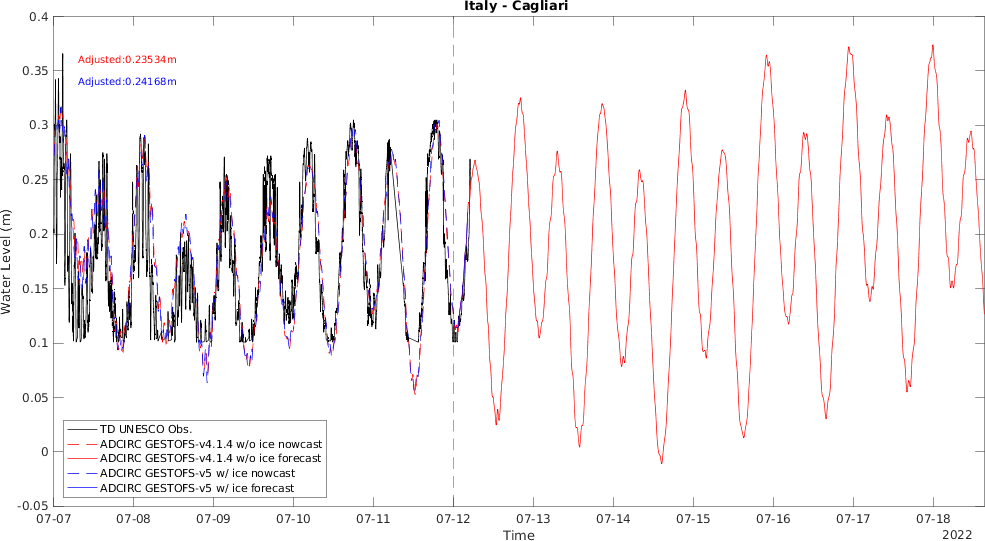 Italy - Cagliari
0.4
0.35
0.3
0.25
0.2
0.15
0.1
0.05
0
-0.05
Water Level (m)
Adjusted:0.23534m
Adjusted:0.24168m
TD UNESCO Obs.
ADCIRC GESTOFS-v4.1.4 w/o ice nowcast
ADCIRC GESTOFS-v4.1.4 w/o ice forecast
ADCIRC GESTOFS-v5 w/ ice nowcast
ADCIRC GESTOFS-v5 w/ ice forecast
07-07 07-08 07-09 07-10 07-11 07-12 07-13 07-14 07-15 07-16 07-17 07-18
Time
2022